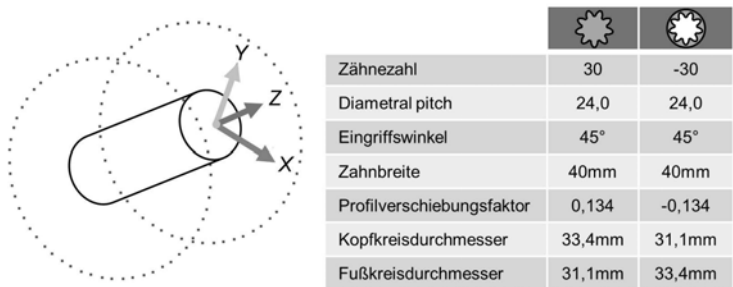 Y
Z
X
Zähnezahl 30 -30
Diametral pitch 24,0 24,0
Eingriffswinkel 45° 45°
Zahnbreite 40mm 40mm
Profilverschiebungsfaktor 0,134 -0,134
Kopfkreisdurchmesser 33,4mm 31,1mm
Fußkreisdurchmesser 31,1mm 33,4mm